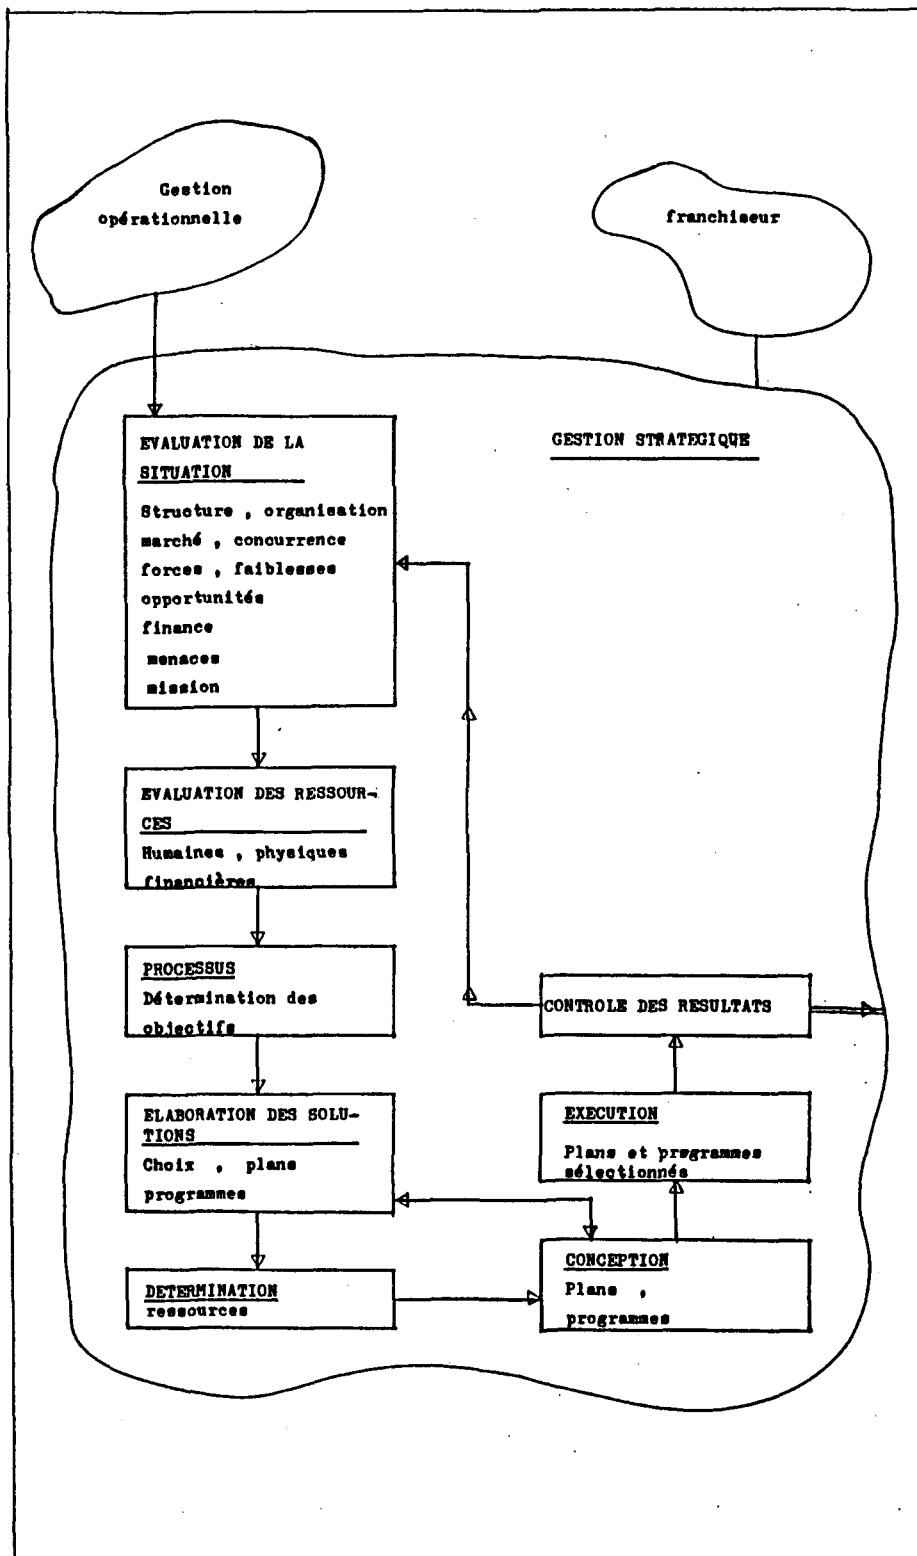 Gestion
opérationnelle
franchiseur
GESTION STRATEGIQUE
EVALUATION DE LA
SITUATION
Structure , organisation
marché , concurrence
forces , faiblesses
opportunités
finance
menaces
mission
EVALUATION DES RESSOUR-
CES
Humaines , physiques
financières
PROCESSUS
Détermination des
objectifs
ELABORATION DES SOLU-
TIONS
Choix , plans
programmes
DETERMINATION
ressources
CONTROLE DES RESULTATS
EXECUTION
Plans et programmes
sélectionnés
CONCEPTION
Plans ,
programmes